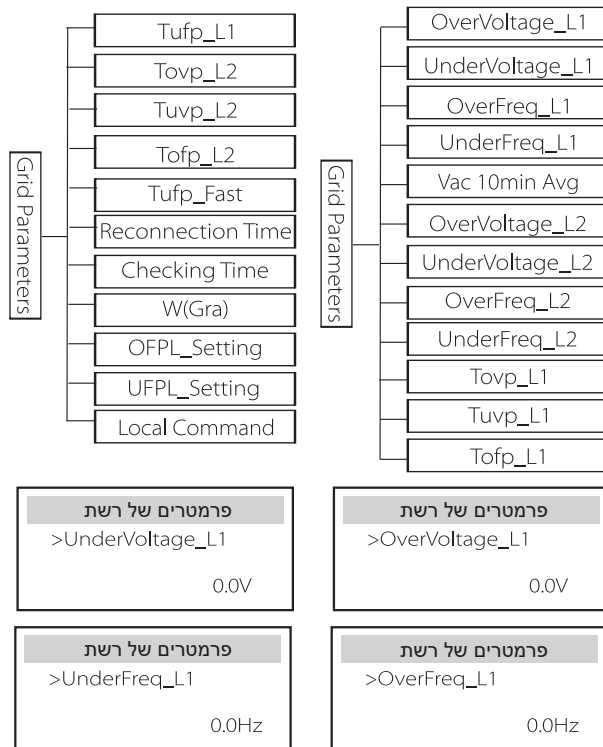 Grid Parameters
OverVoltage_L1
UnderVoltage_L1
OverFreq_L1
UnderFreq_L1
Vac 10min Avg
OverVoltage_L2
UnderVoltage_L2
OverFreq_L2
UnderFreq_L2
Tovp_L1
Tuvp_L1
Tofp_L1
Grid Parameters
Tufp_L1
Tovp_L2
Tuvp_L2
Tofp_L2
Tufp_Fast
Reconnection Time
Checking Time
W(Gra)
OFPL_Setting
UFPL_Setting
Local Command
פרמטרים של רשת
>OverVoltage_L1
0.0V
פרמטרים של רשת
>UnderVoltage_L1
0.0V
פרמטרים של רשת
>OverFreq_L1
0.0Hz
פרמטרים של רשת
>UnderFreq_L1
0.0Hz